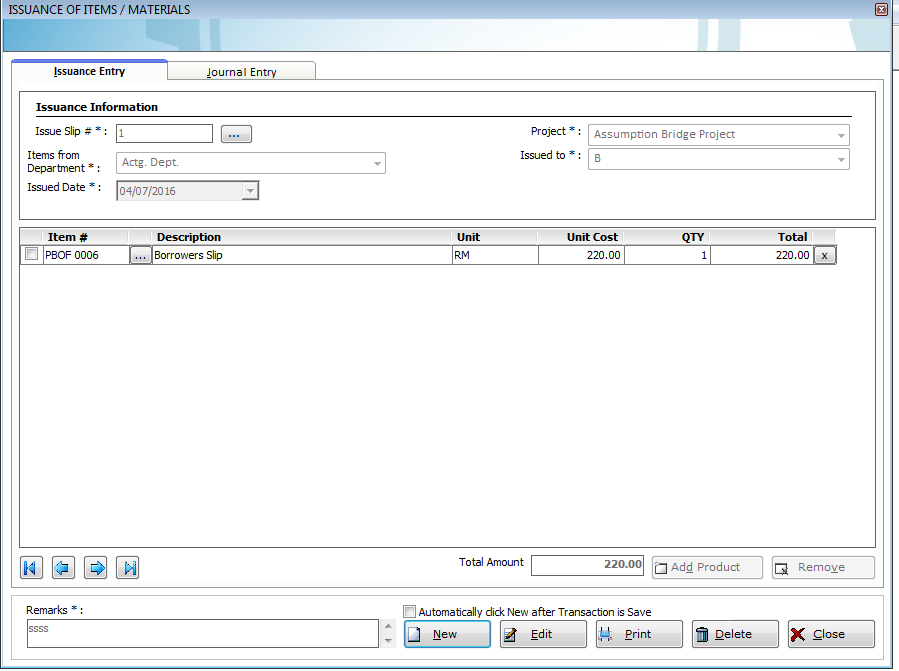 ISSUANCE OF ITEMS / MATERIALS
Issuance Entry
Journal Entry
Issuance Information
Issue Slip # * : 1 ...
Project * : Assumption Bridge Project
Items from
Department * : Actg. Dept.
Issued to * : B
Issued Date * : 04/07/2016
Item # Description Unit Unit Cost QTY Total
PBOF 0006 ... Borrowers Slip RM 220.00 1 220.00 x
Total Amount 220.00 Add Product Remove
Remarks * :
ssss
Automatically click New after Transaction is Save
New Edit Print Delete Close